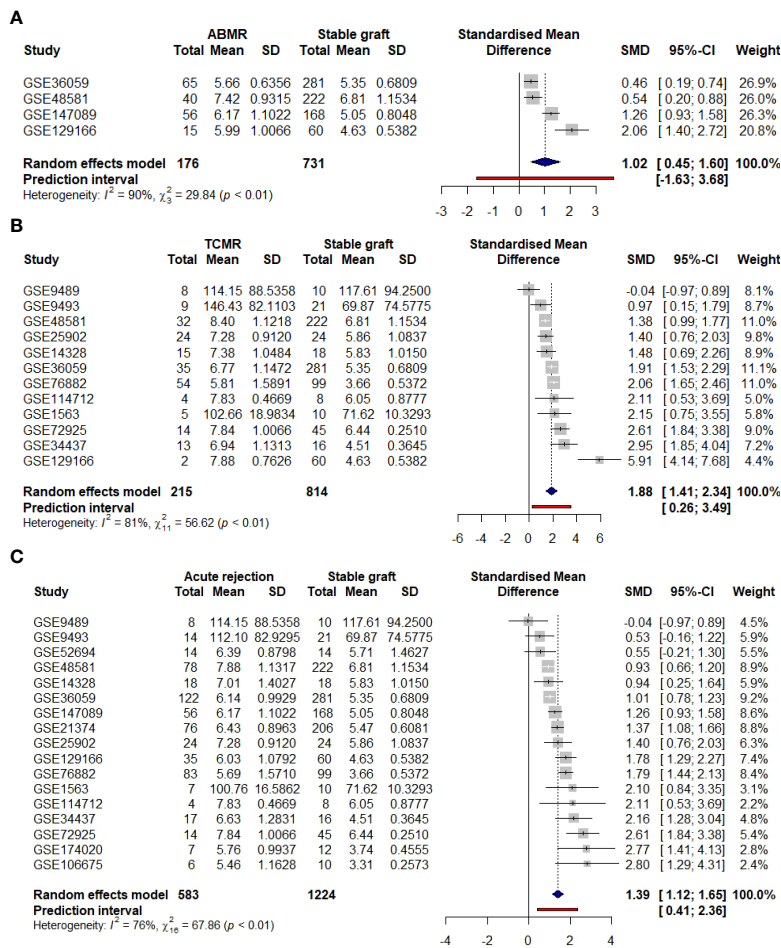 A
ABMR Stable graft Standardised Mean
Study Total Mean SD Total Mean SD Difference SMD 95%-CI Weight
GSE36059 65 5.66 0.6356 281 5.35 0.6809 0.46 [ 0.19; 0.74] 26.9%
GSE48581 40 7.42 0.9315 222 6.81 1.1534 0.54 [ 0.20; 0.88] 26.0%
GSE147089 56 6.17 1.1022 168 5.05 0.8048 1.26 [ 0.93; 1.58] 26.3%
GSE129166 15 5.99 1.0066 60 4.63 0.5382 2.06 [ 1.40; 2.72] 20.8%
Random effects model 176 731 1.02 [ 0.45; 1.60] 100.0%
Prediction interval [-1.63; 3.68]
Heterogeneity: I² = 90%, χ²₃ = 29.84 (p < 0.01)
-3 -2 -1 0 1 2 3
B
TCMR Stable graft Standardised Mean
Study Total Mean SD Total Mean SD Difference SMD 95%-CI Weight
GSE9489 8 114.15 88.5358 10 117.61 94.2500 -0.04 [-0.97; 0.89] 8.1%
GSE9493 9 146.43 82.1103 21 69.87 74.5775 0.97 [ 0.15; 1.79] 8.7%
GSE48581 32 8.40 1.1218 222 6.81 1.1534 1.38 [ 0.99; 1.77] 11.0%
GSE25902 24 7.28 0.9120 24 5.86 1.0837 1.40 [ 0.76; 2.03] 9.8%
GSE14328 15 7.38 1.0484 18 5.83 1.0150 1.48 [ 0.69; 2.26] 8.9%
GSE36059 35 6.77 1.1472 281 5.35 0.6809 1.91 [ 1.53; 2.29] 11.1%
GSE76882 54 5.81 1.5891 99 3.66 0.5372 2.06 [ 1.65; 2.46] 11.0%
GSE114712 4 7.83 0.4669 8 6.05 0.8777 2.11 [ 0.53; 3.69] 5.0%
GSE1563 5 102.66 18.9834 10 71.62 10.3293 2.15 [ 0.75; 3.55] 5.8%
GSE72925 14 7.84 1.0066 45 6.44 0.2510 2.61 [ 1.84; 3.38] 9.0%
GSE34437 13 6.94 1.1313 16 4.51 0.3645 2.95 [ 1.85; 4.04] 7.2%
GSE129166 2 7.88 0.7626 60 4.63 0.5382 5.91 [ 4.14; 7.68] 4.4%
Random effects model 215 814 1.88 [ 1.41; 2.34] 100.0%
Prediction interval [ 0.26; 3.49]
Heterogeneity: I² = 81%, χ²₁₁ = 56.62 (p < 0.01)
-6 -4 -2 0 2 4 6
C
Acute rejection Stable graft Standardised Mean
Study Total Mean SD Total Mean SD Difference SMD 95%-CI Weight
GSE9489 8 114.15 88.5358 10 117.61 94.2500 -0.04 [-0.97; 0.89] 4.5%
GSE9493 14 112.10 82.9295 21 69.87 74.5775 0.53 [-0.16; 1.22] 5.9%
GSE52694 14 6.39 0.8798 14 5.71 1.4627 0.55 [-0.21; 1.30] 5.5%
GSE48581 78 7.88 1.1317 222 6.81 1.1534 0.93 [ 0.66; 1.20] 8.9%
GSE14328 18 7.01 1.4027 18 5.83 1.0150 0.94 [ 0.25; 1.64] 5.9%
GSE36059 122 6.14 0.9929 281 5.35 0.6809 1.01 [ 0.78; 1.23] 9.2%
GSE147089 56 6.17 1.1022 168 5.05 0.8048 1.26 [ 0.93; 1.58] 8.6%
GSE21374 76 6.43 0.8963 206 5.47 0.6081 1.37 [ 1.08; 1.66] 8.8%
GSE25902 24 7.28 0.9120 24 5.86 1.0837 1.40 [ 0.76; 2.03] 6.3%
GSE129166 35 6.03 1.0792 60 4.63 0.5382 1.78 [ 1.29; 2.27] 7.4%
GSE76882 83 5.69 1.5710 99 3.66 0.5372 1.79 [ 1.44; 2.13] 8.4%
GSE1563 7 100.76 16.5862 10 71.62 10.3293 2.10 [ 0.84; 3.35] 3.1%
GSE114712 4 7.83 0.4669 8 6.05 0.8777 2.11 [ 0.53; 3.69] 2.2%
GSE34437 17 6.63 1.2831 16 4.51 0.3645 2.16 [ 1.28; 3.04] 4.7%
GSE72925 14 7.84 1.0066 45 6.44 0.2510 2.61 [ 1.84; 3.38] 5.4%
GSE174020 7 5.76 0.9937 12 3.74 0.4555 2.77 [ 1.41; 4.13] 2.8%
GSE106675 6 5.46 1.1628 10 3.31 0.2573 2.80 [ 1.29; 4.31] 2.4%
Random effects model 583 1224 1.39 [ 1.12; 1.65] 100.0%
Prediction interval [ 0.41; 2.36]
Heterogeneity: I² = 76%, χ²₁₆ = 67.86 (p < 0.01)
-4 -2 0 2 4